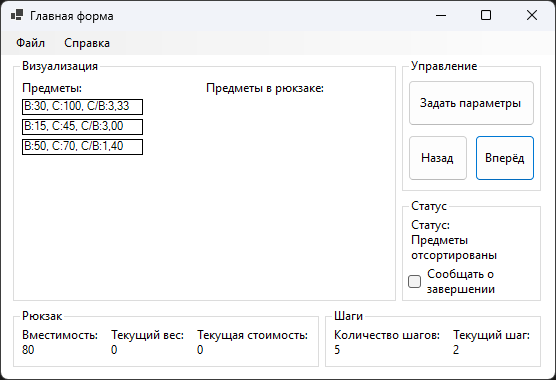 Главная форма
Файл Справка
Визуализация
Предметы: Предметы в рюкзаке:
В:30, С:100, С/В:3,33
В:15, С:45, С/В:3,00
В:50, С:70, С/В:1,40
Управление
Задать параметры
Назад Вперёд
Статус
Статус:
Предметы
отсортированы
Сообщать о
завершении
Рюкзак
Вместимость: Текущий вес: Текущая стоимость:
80 0 0
Шаги
Количество шагов: Текущий шаг:
5 2